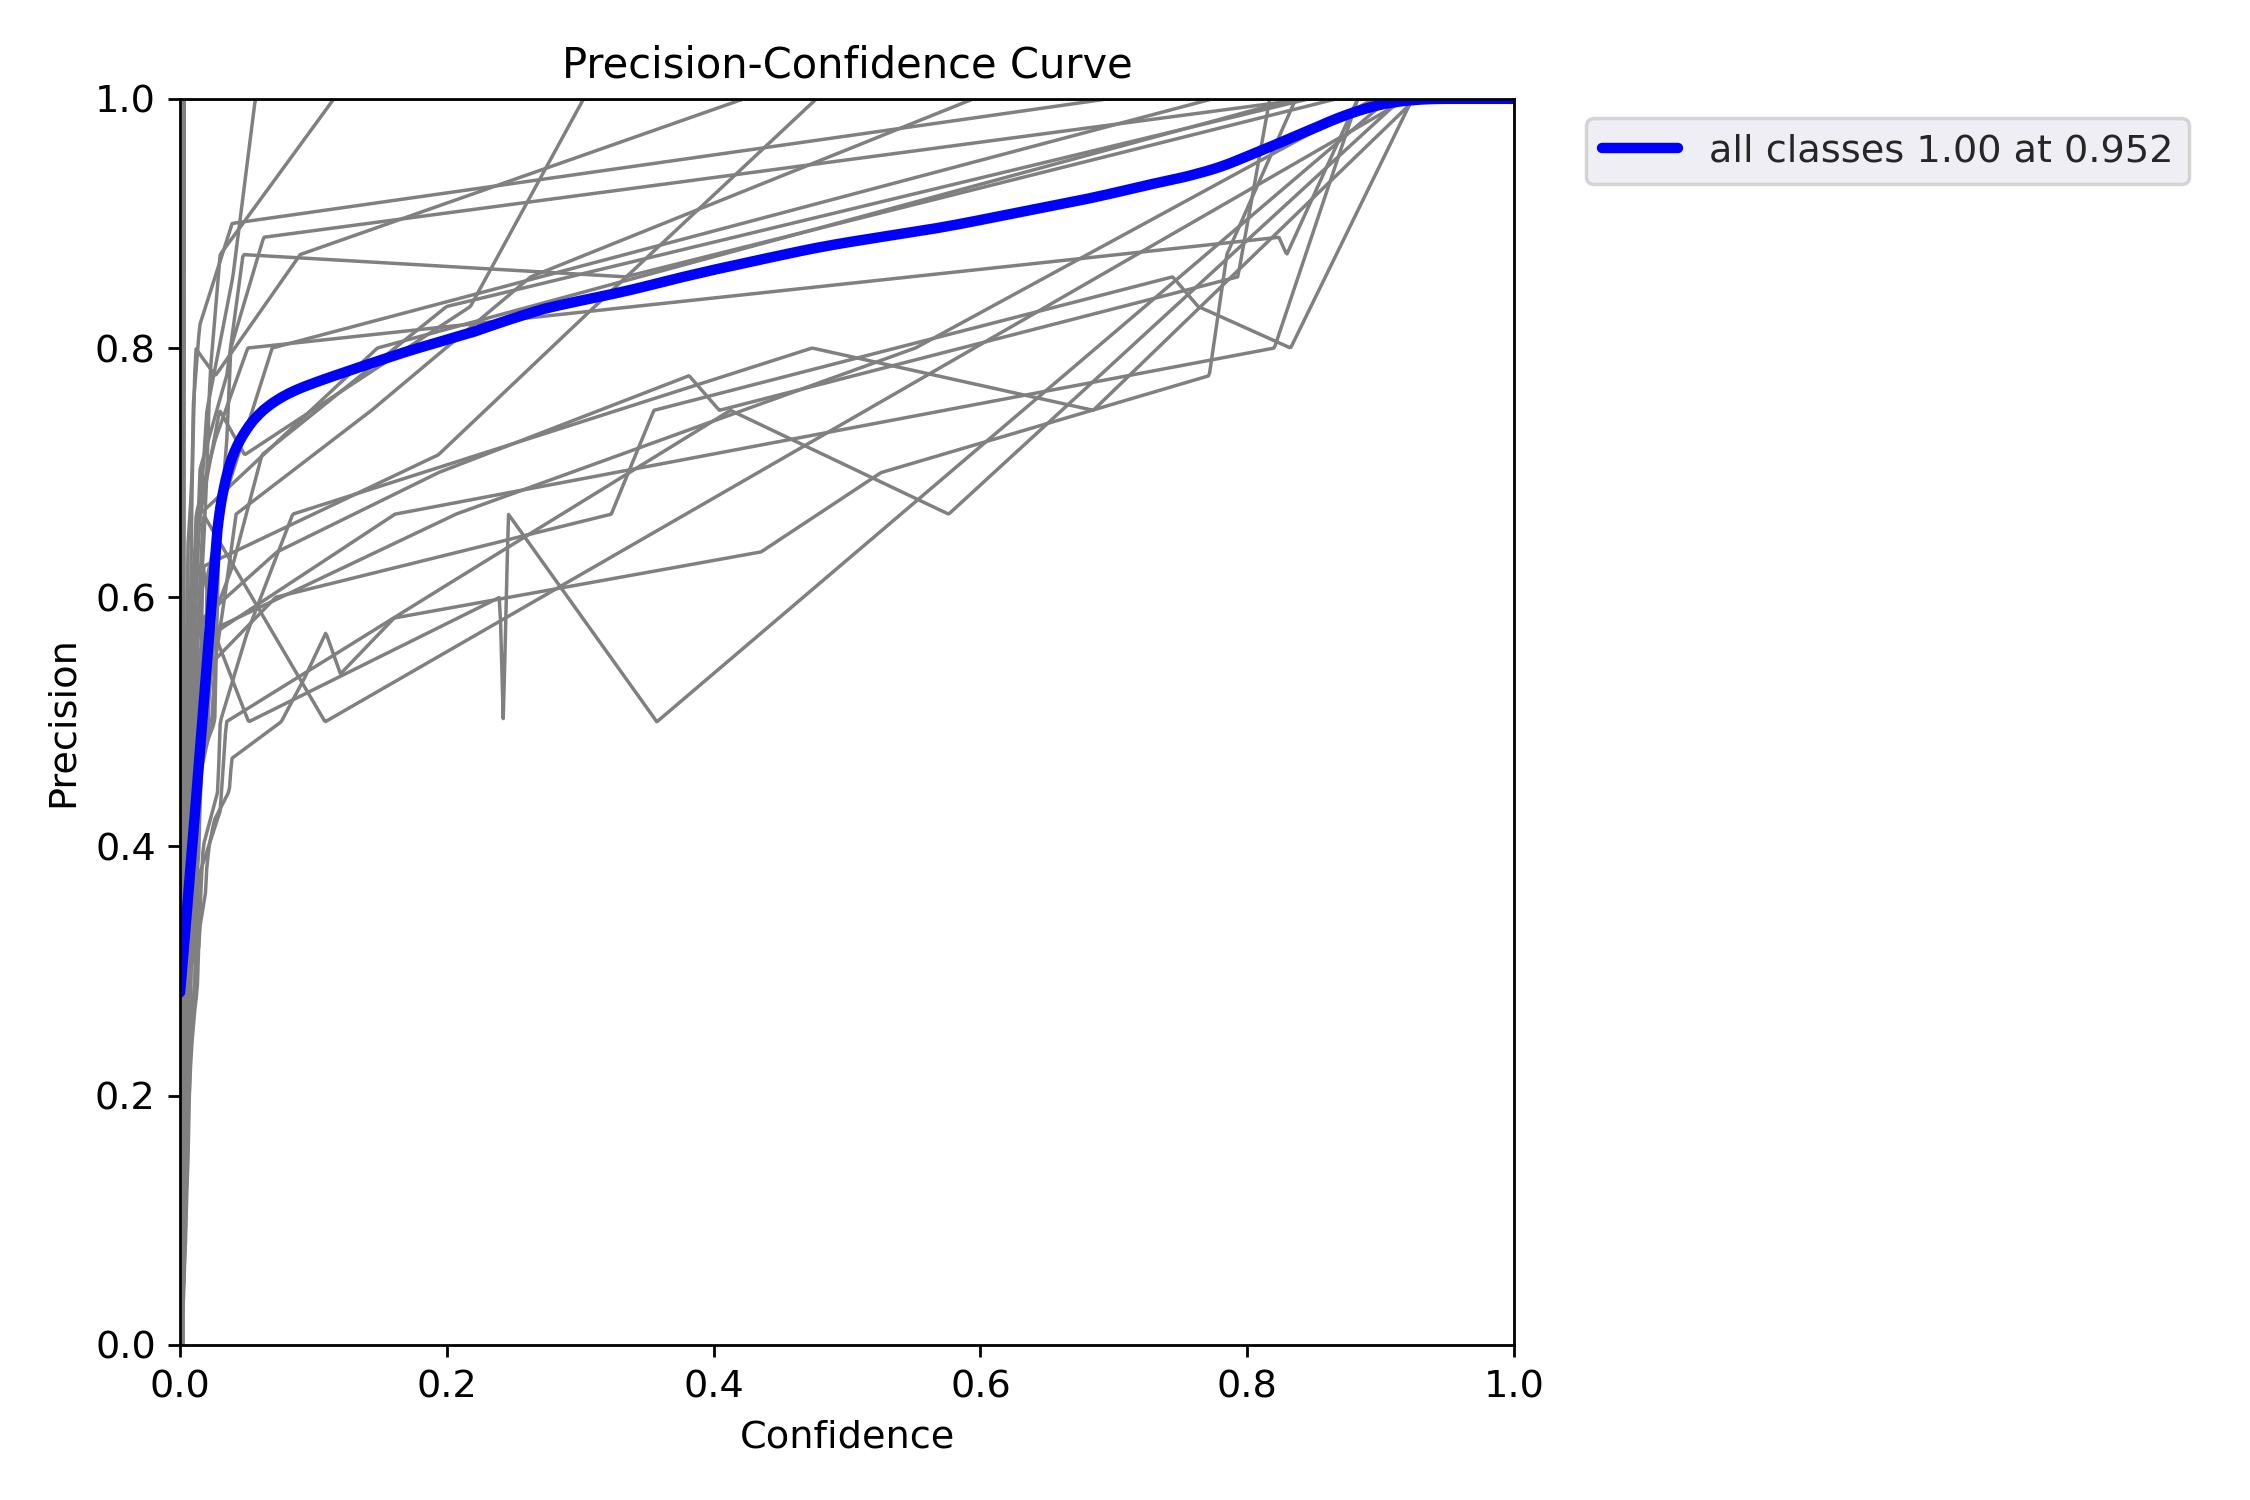 Precision-Confidence Curve
all classes 1.00 at 0.952
1.0
0.8
0.6
0.4
0.2
0.0
Precision
0.0 0.2 0.4 0.6 0.8 1.0
Confidence